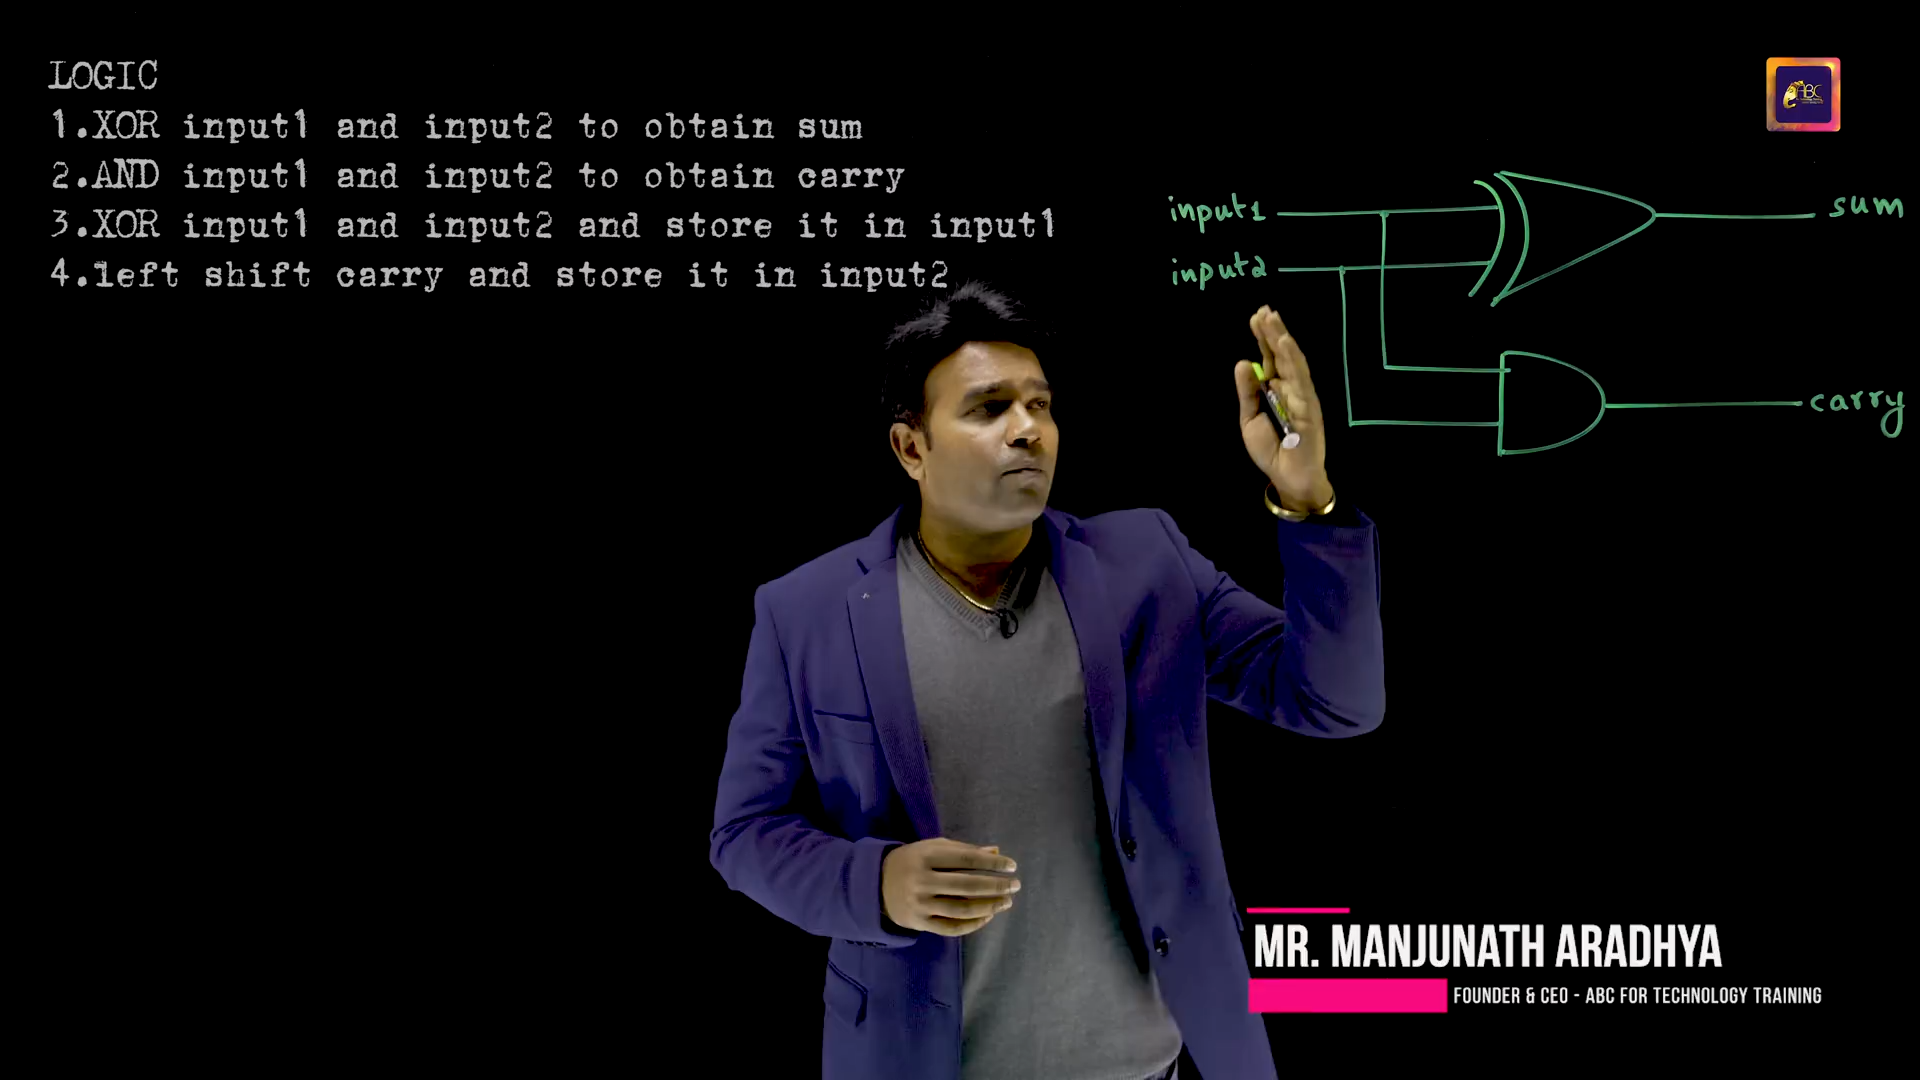 LOGIC
1.XOR input1 and input2 to obtain sum
2.AND input1 and input2 to obtain carry
3.XOR input1 and input2 and store it in input1
4.left shift carry and store it in input2
ABC
input1
input2
sum
carry
MR. MANJUNATH ARADHYA
FOUNDER & CEO - ABC FOR TECHNOLOGY TRAINING